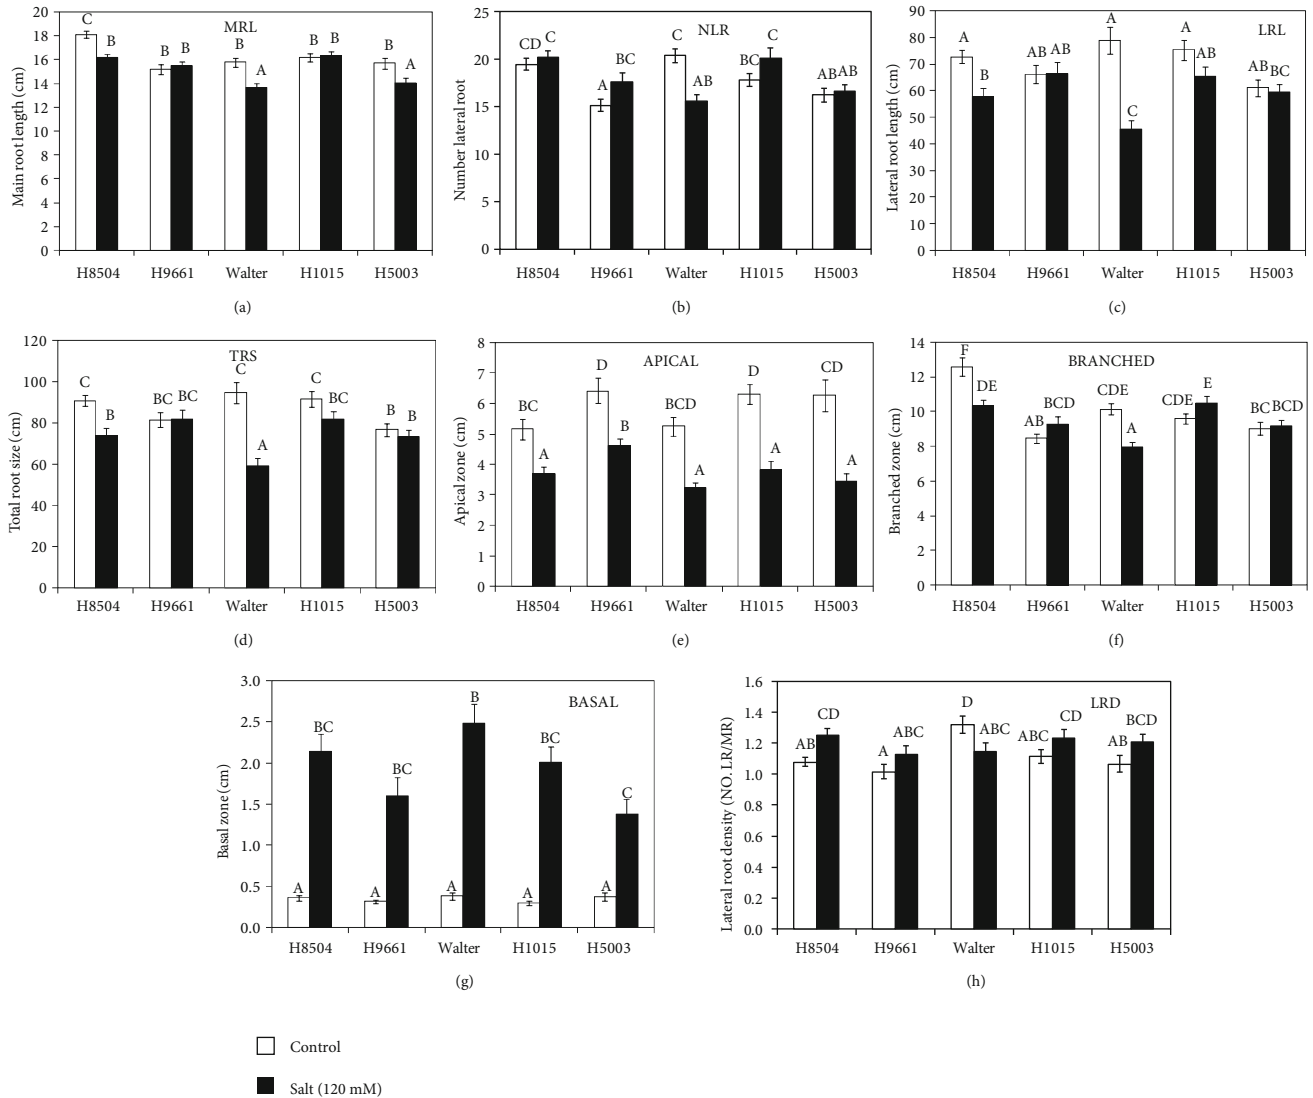 MRL
Main root length (cm)
20
18
16
14
12
10
8
6
4
2
0
C
B
B
B
B
A
B
B
B
A
H8504
H9661
Walter
H1015
H5003
(a)
NLR
Number lateral root
25
20
15
10
5
0
CD
C
A
BC
C
AB
BC
C
AB
AB
H8504
H9661
Walter
H1015
H5003
(b)
LRL
Lateral root length (cm)
90
80
70
60
50
40
30
20
10
0
A
B
AB
AB
A
C
A
AB
AB
BC
H8504
H9661
Walter
H1015
H5003
(c)
TRS
Total root size (cm)
120
100
80
60
40
20
0
C
B
BC
BC
C
A
C
BC
B
B
H8504
H9661
Walter
H1015
H5003
(d)
APICAL
Apical zone (cm)
8
7
6
5
4
3
2
1
0
BC
A
D
B
BCD
A
D
A
CD
A
H8504
H9661
Walter
H1015
H5003
(e)
BRANCHED
Branched zone (cm)
14
12
10
8
6
4
2
0
F
DE
AB
BCD
CDE
A
CDE
E
BC
BCD
H8504
H9661
Walter
H1015
H5003
(f)
BASAL
Basal zone (cm)
3.0
2.5
2.0
1.5
1.0
0.5
0.0
A
BC
A
BC
A
B
A
BC
A
C
H8504
H9661
Walter
H1015
H5003
(g)
LRD
Lateral root density (NO. LR/MR)
1.6
1.4
1.2
1.0
0.8
0.6
0.4
0.2
0.0
AB
CD
A
ABC
D
ABC
ABC
CD
AB
BCD
H8504
H9661
Walter
H1015
H5003
(h)
Control
Salt (120 mM)